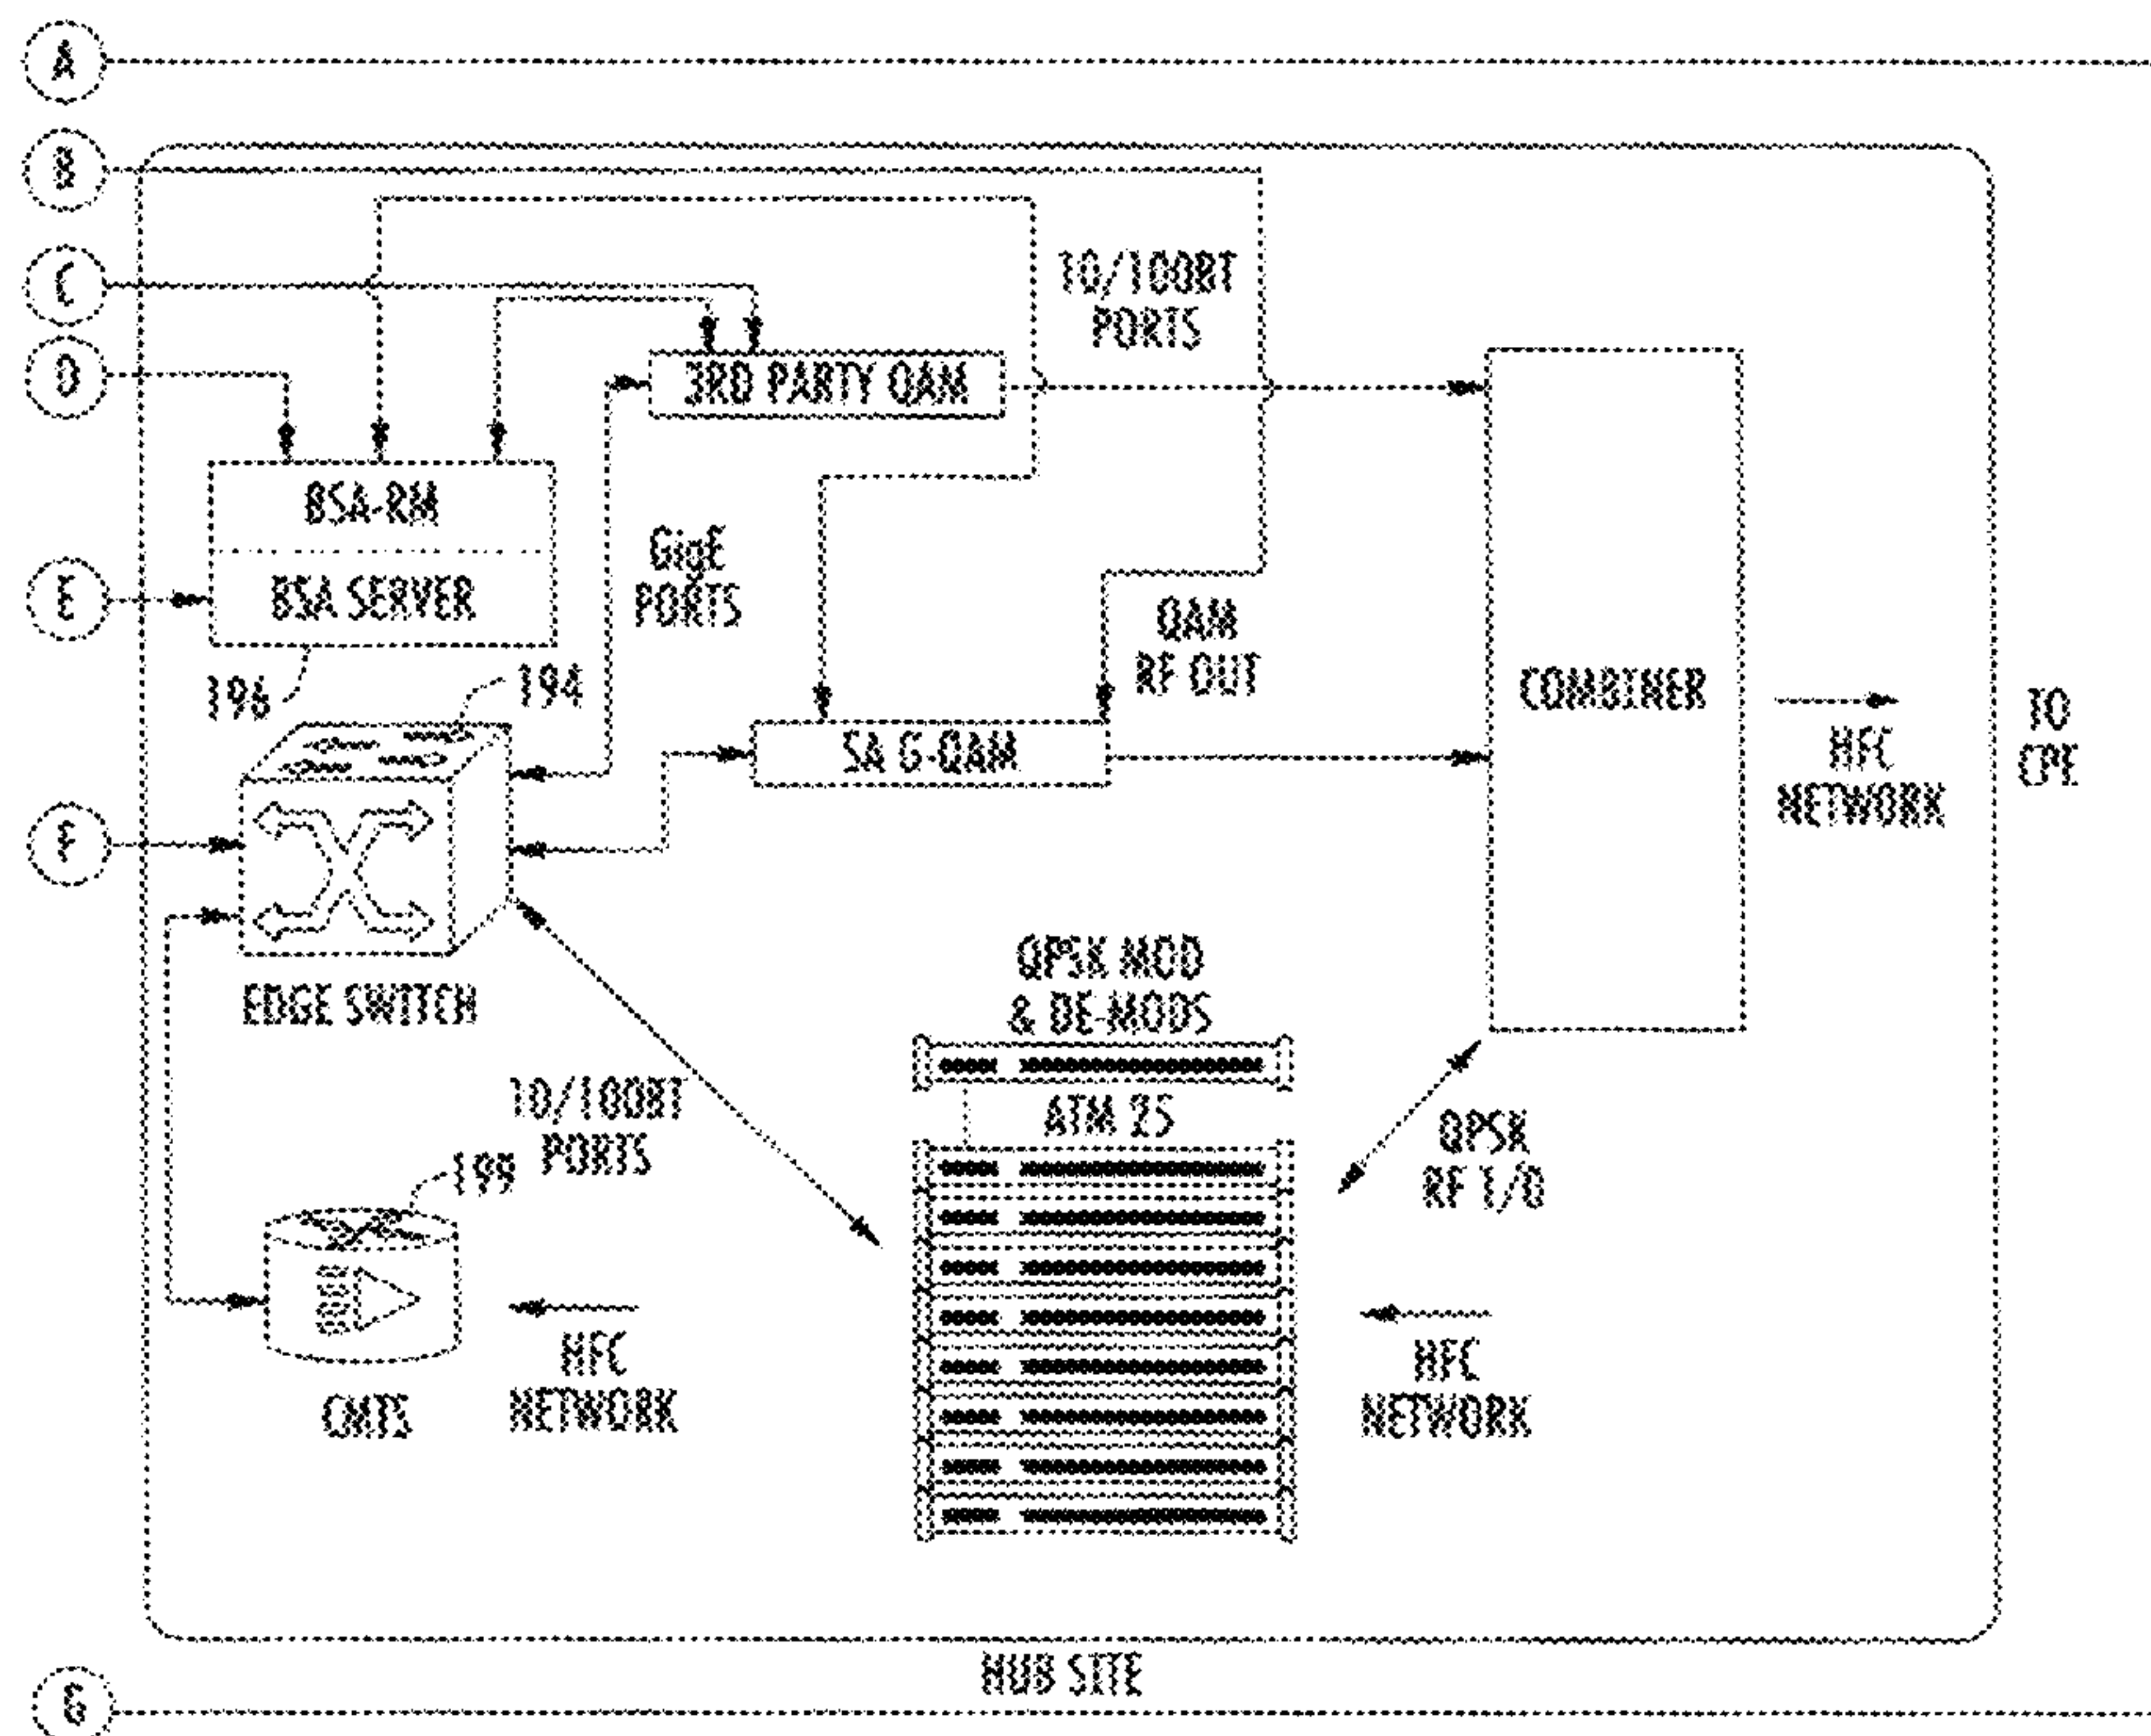 A
B
C
D
10/100BT
PORTS
3RD PARTY QAM
BSA-RM
BSA SERVER
E
GigE
PORTS
QAM
RF OUT
COMBINER
196
194
SA G-QAM
HFC
NETWORK
TO
CPE
F
EDGE SWITCH
QPSK MOD
& DE-MODS
10/100BT
PORTS
ATM 25
QPSK
RF I/O
199
CMTS
HFC
NETWORK
HFC
NETWORK
HUB SITE
G